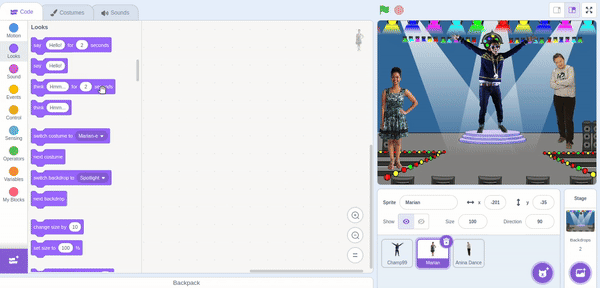 Code Costumes Sounds
Motion
Looks
Sound
Events
Control
Sensing
Operators
Variables
My Blocks
Looks
say Hello! for 2 seconds
say Hello!
think Hmm... for 2 seconds
think Hmm...
switch costume to Marian-e
next costume
switch backdrop to Spotlight
next backdrop
change size by 10
set size to 100 %
Backpack
Sprite Marian x -201 y -35
Show Size 100 Direction 90
Champ99 Marian Anina Dance
Stage
Backdrops
2